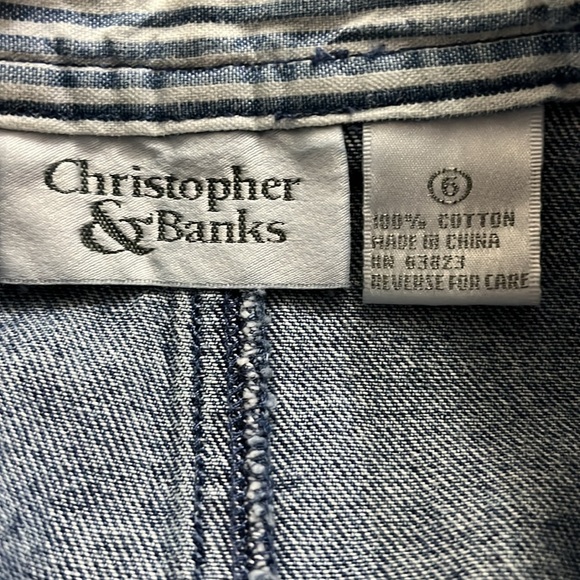 Christopher
& Banks
6
100% COTTON
MADE IN CHINA
RN 63823
REVERSE FOR CARE